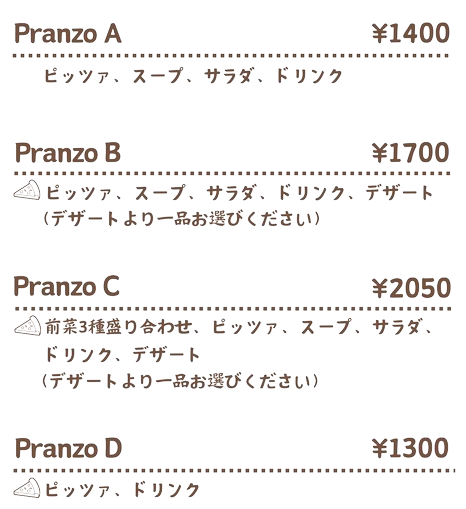 Pranzo A ¥1400
ピッツァ、スープ、サラダ、ドリンク
Pranzo B ¥1700
ピッツァ、スープ、サラダ、ドリンク、デザート
(デザートより一品お選びください)
Pranzo C ¥2050
前菜3種盛り合わせ、ピッツァ、スープ、サラダ、
ドリンク、デザート
(デザートより一品お選びください)
Pranzo D ¥1300
ピッツァ、ドリンク